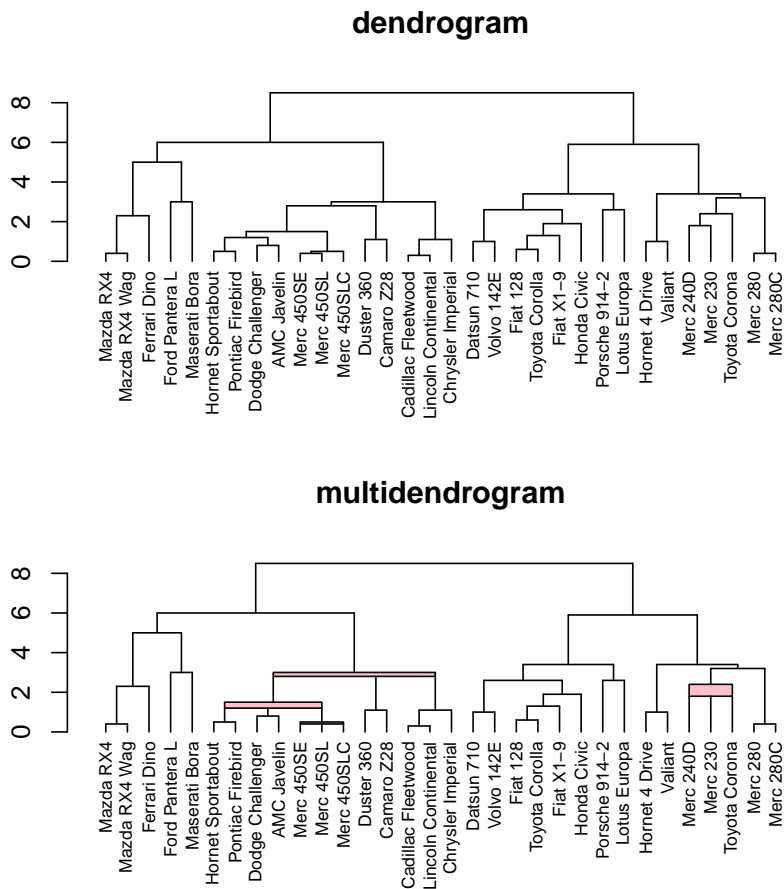 dendrogram
8
6
4
2
0
Mazda RX4
Mazda RX4 Wag
Ferrari Dino
Ford Pantera L
Maserati Bora
Hornet Sportabout
Pontiac Firebird
Dodge Challenger
AMC Javelin
Merc 450SE
Merc 450SL
Merc 450SLC
Duster 360
Camaro Z28
Cadillac Fleetwood
Lincoln Continental
Chrysler Imperial
Datsun 710
Volvo 142E
Fiat 128
Toyota Corolla
Fiat X1−9
Honda Civic
Porsche 914−2
Lotus Europa
Hornet 4 Drive
Valiant
Merc 240D
Merc 230
Toyota Corona
Merc 280
Merc 280C
multidendrogram
8
6
4
2
0
Mazda RX4
Mazda RX4 Wag
Ferrari Dino
Ford Pantera L
Maserati Bora
Hornet Sportabout
Pontiac Firebird
Dodge Challenger
AMC Javelin
Merc 450SE
Merc 450SL
Merc 450SLC
Duster 360
Camaro Z28
Cadillac Fleetwood
Lincoln Continental
Chrysler Imperial
Datsun 710
Volvo 142E
Fiat 128
Toyota Corolla
Fiat X1−9
Honda Civic
Porsche 914−2
Lotus Europa
Hornet 4 Drive
Valiant
Merc 240D
Merc 230
Toyota Corona
Merc 280
Merc 280C